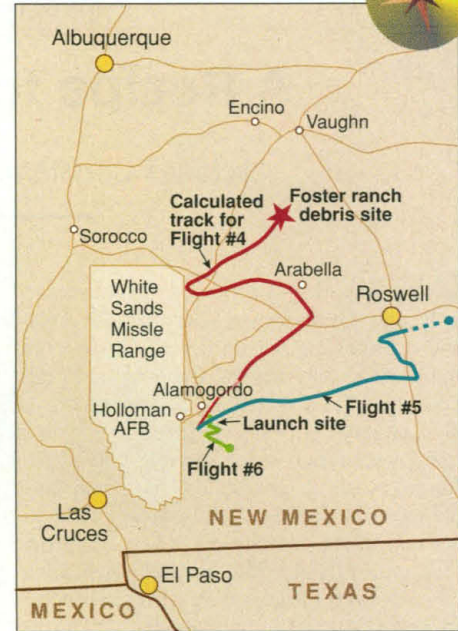 Albuquerque
Encino
Vaughn
Calculated
track for
Flight #4
Foster ranch
debris site
Sorocco
Arabella
White
Sands
Missle
Range
Roswell
Alamogordo
Holloman
AFB
Flight #5
Launch site
Flight #6
Las
Cruces
NEW MEXICO
El Paso
TEXAS
MEXICO